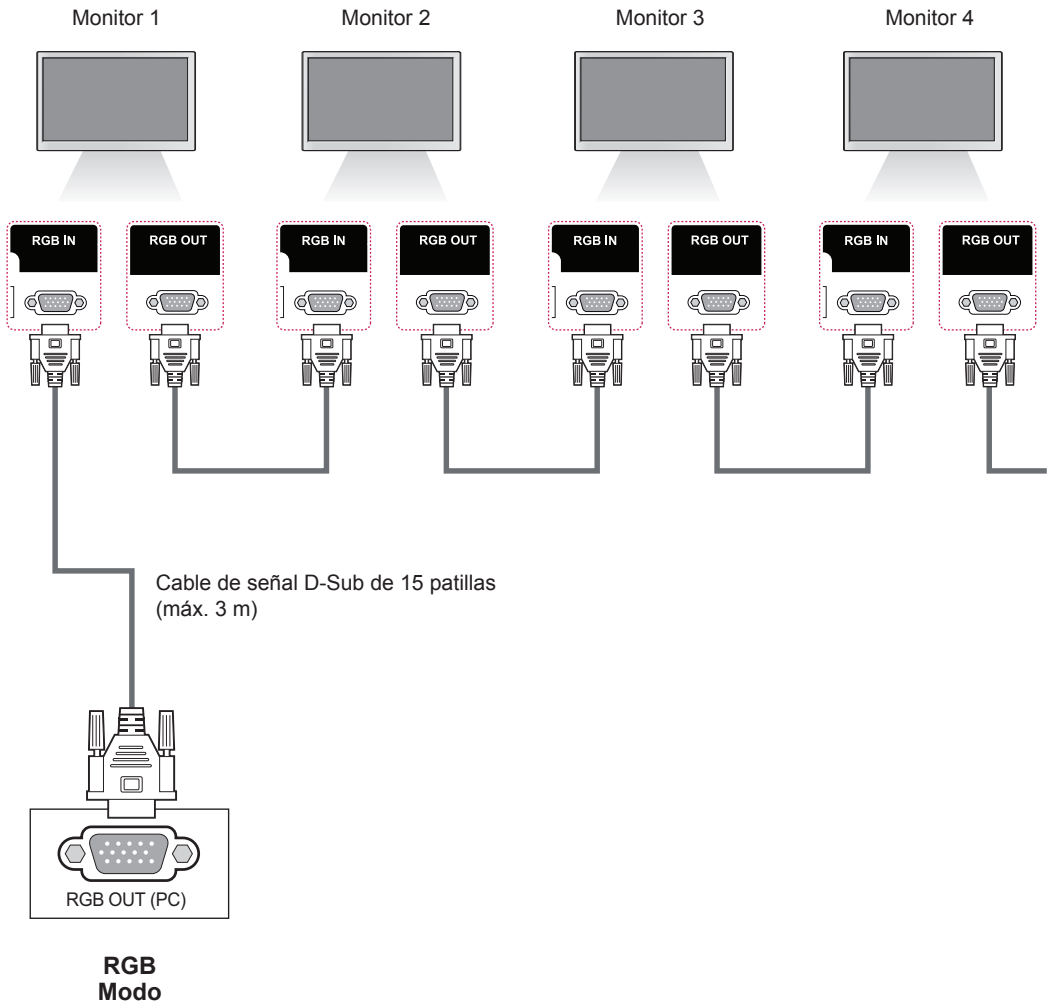 Monitor 1
Monitor 2
Monitor 3
Monitor 4
RGB IN
RGB OUT
RGB IN
RGB OUT
RGB IN
RGB OUT
RGB IN
RGB OUT
Cable de señal D-Sub de 15 patillas
(máx. 3 m)
RGB OUT (PC)
RGB
Modo